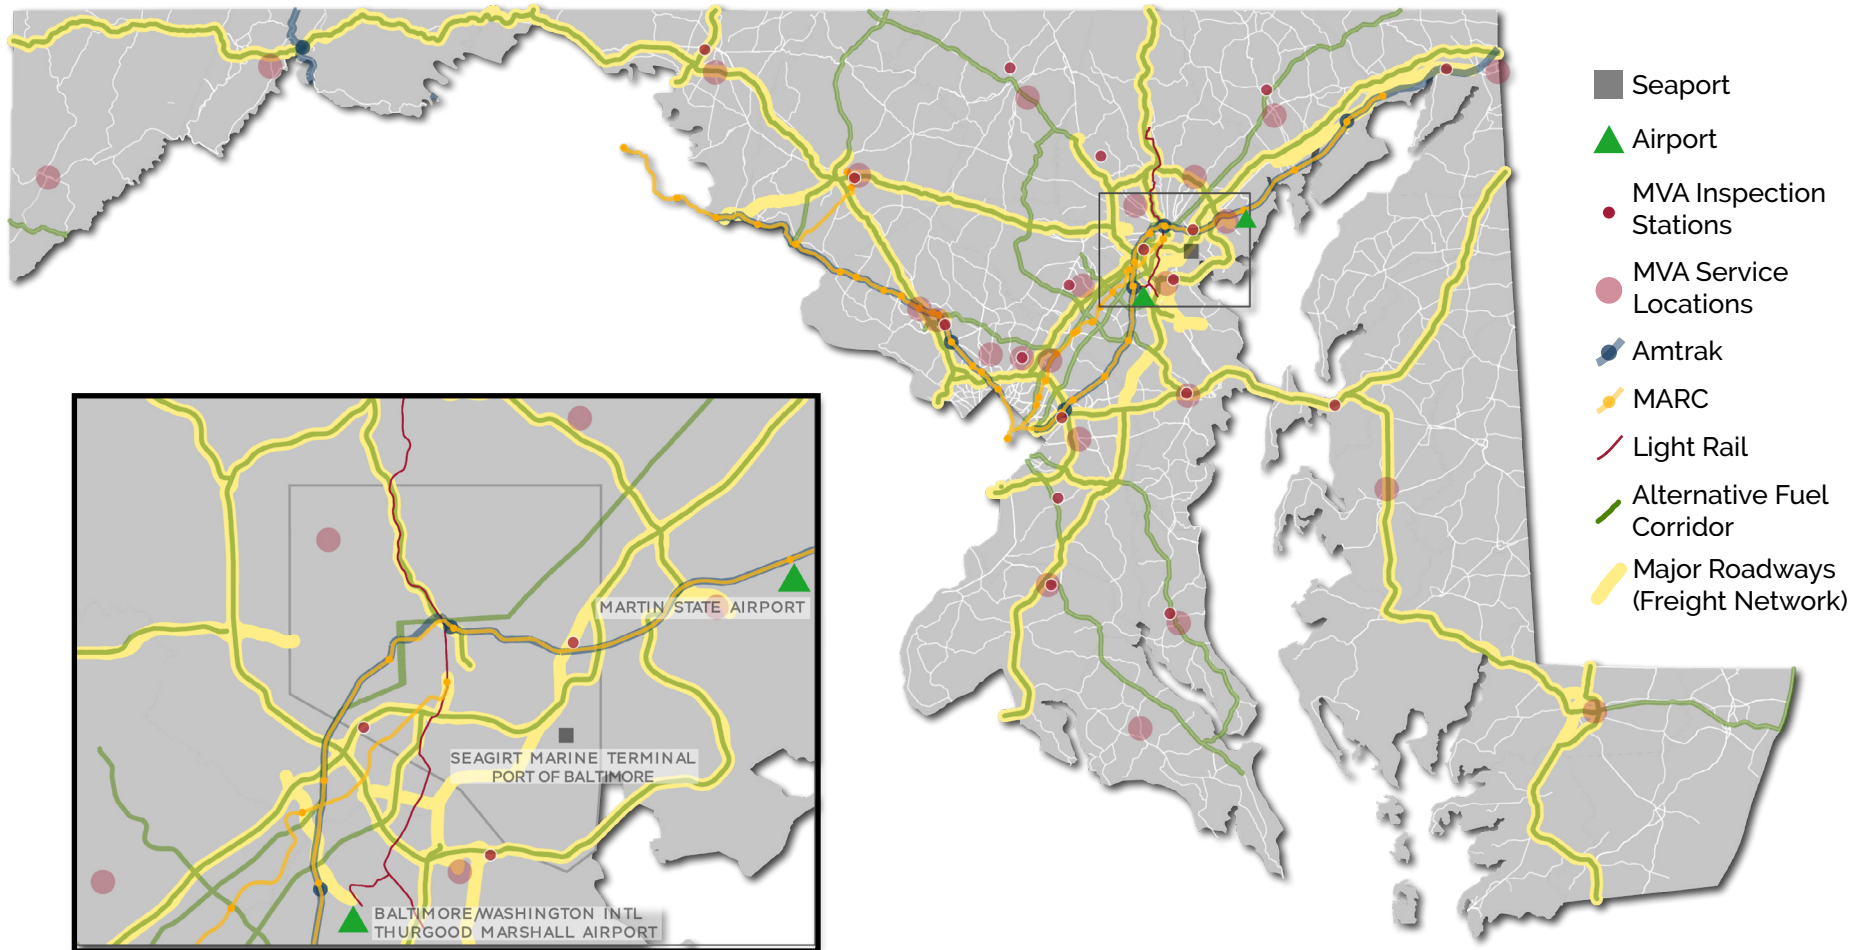 Seaport
Airport
MVA Inspection
Stations
MVA Service
Locations
Amtrak
MARC
Light Rail
Alternative Fuel
Corridor
Major Roadways
(Freight Network)
MARTIN STATE AIRPORT
SEAGIRT MARINE TERMINAL
PORT OF BALTIMORE
BALTIMORE/WASHINGTON INTL
THURGOOD MARSHALL AIRPORT